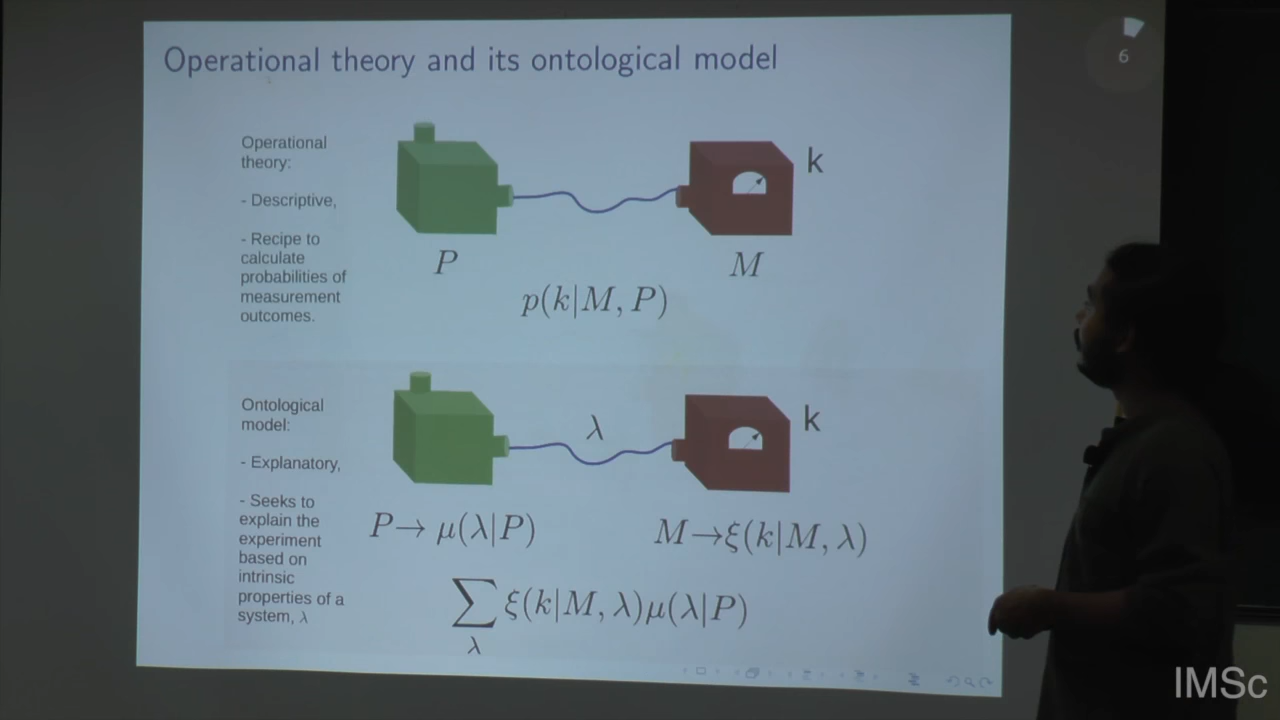 Operational theory and its ontological model
6
Operational
theory:
- Descriptive,
- Recipe to
calculate
probabilities of
measurement
outcomes.
k
P
M
p(k|M, P)
Ontological
model:
- Explanatory,
- Seeks to
explain the
experiment
based on
intrinsic
properties of a
system, λ
λ
k
P→ μ(λ|P)
M→ξ(k|M, λ)
∑ ξ(k|M, λ)μ(λ|P)
λ
IMSc